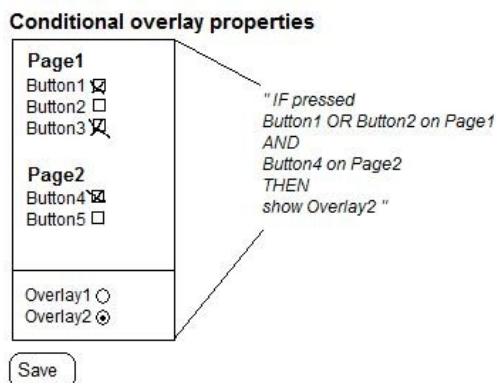 Conditional overlay properties
Page1
Button1
Button2
Button3
Page2
Button4
Button5
Overlay1
Overlay2
Save
" IF pressed
Button1 OR Button2 on Page1
AND
Button4 on Page2
THEN
show Overlay2 "